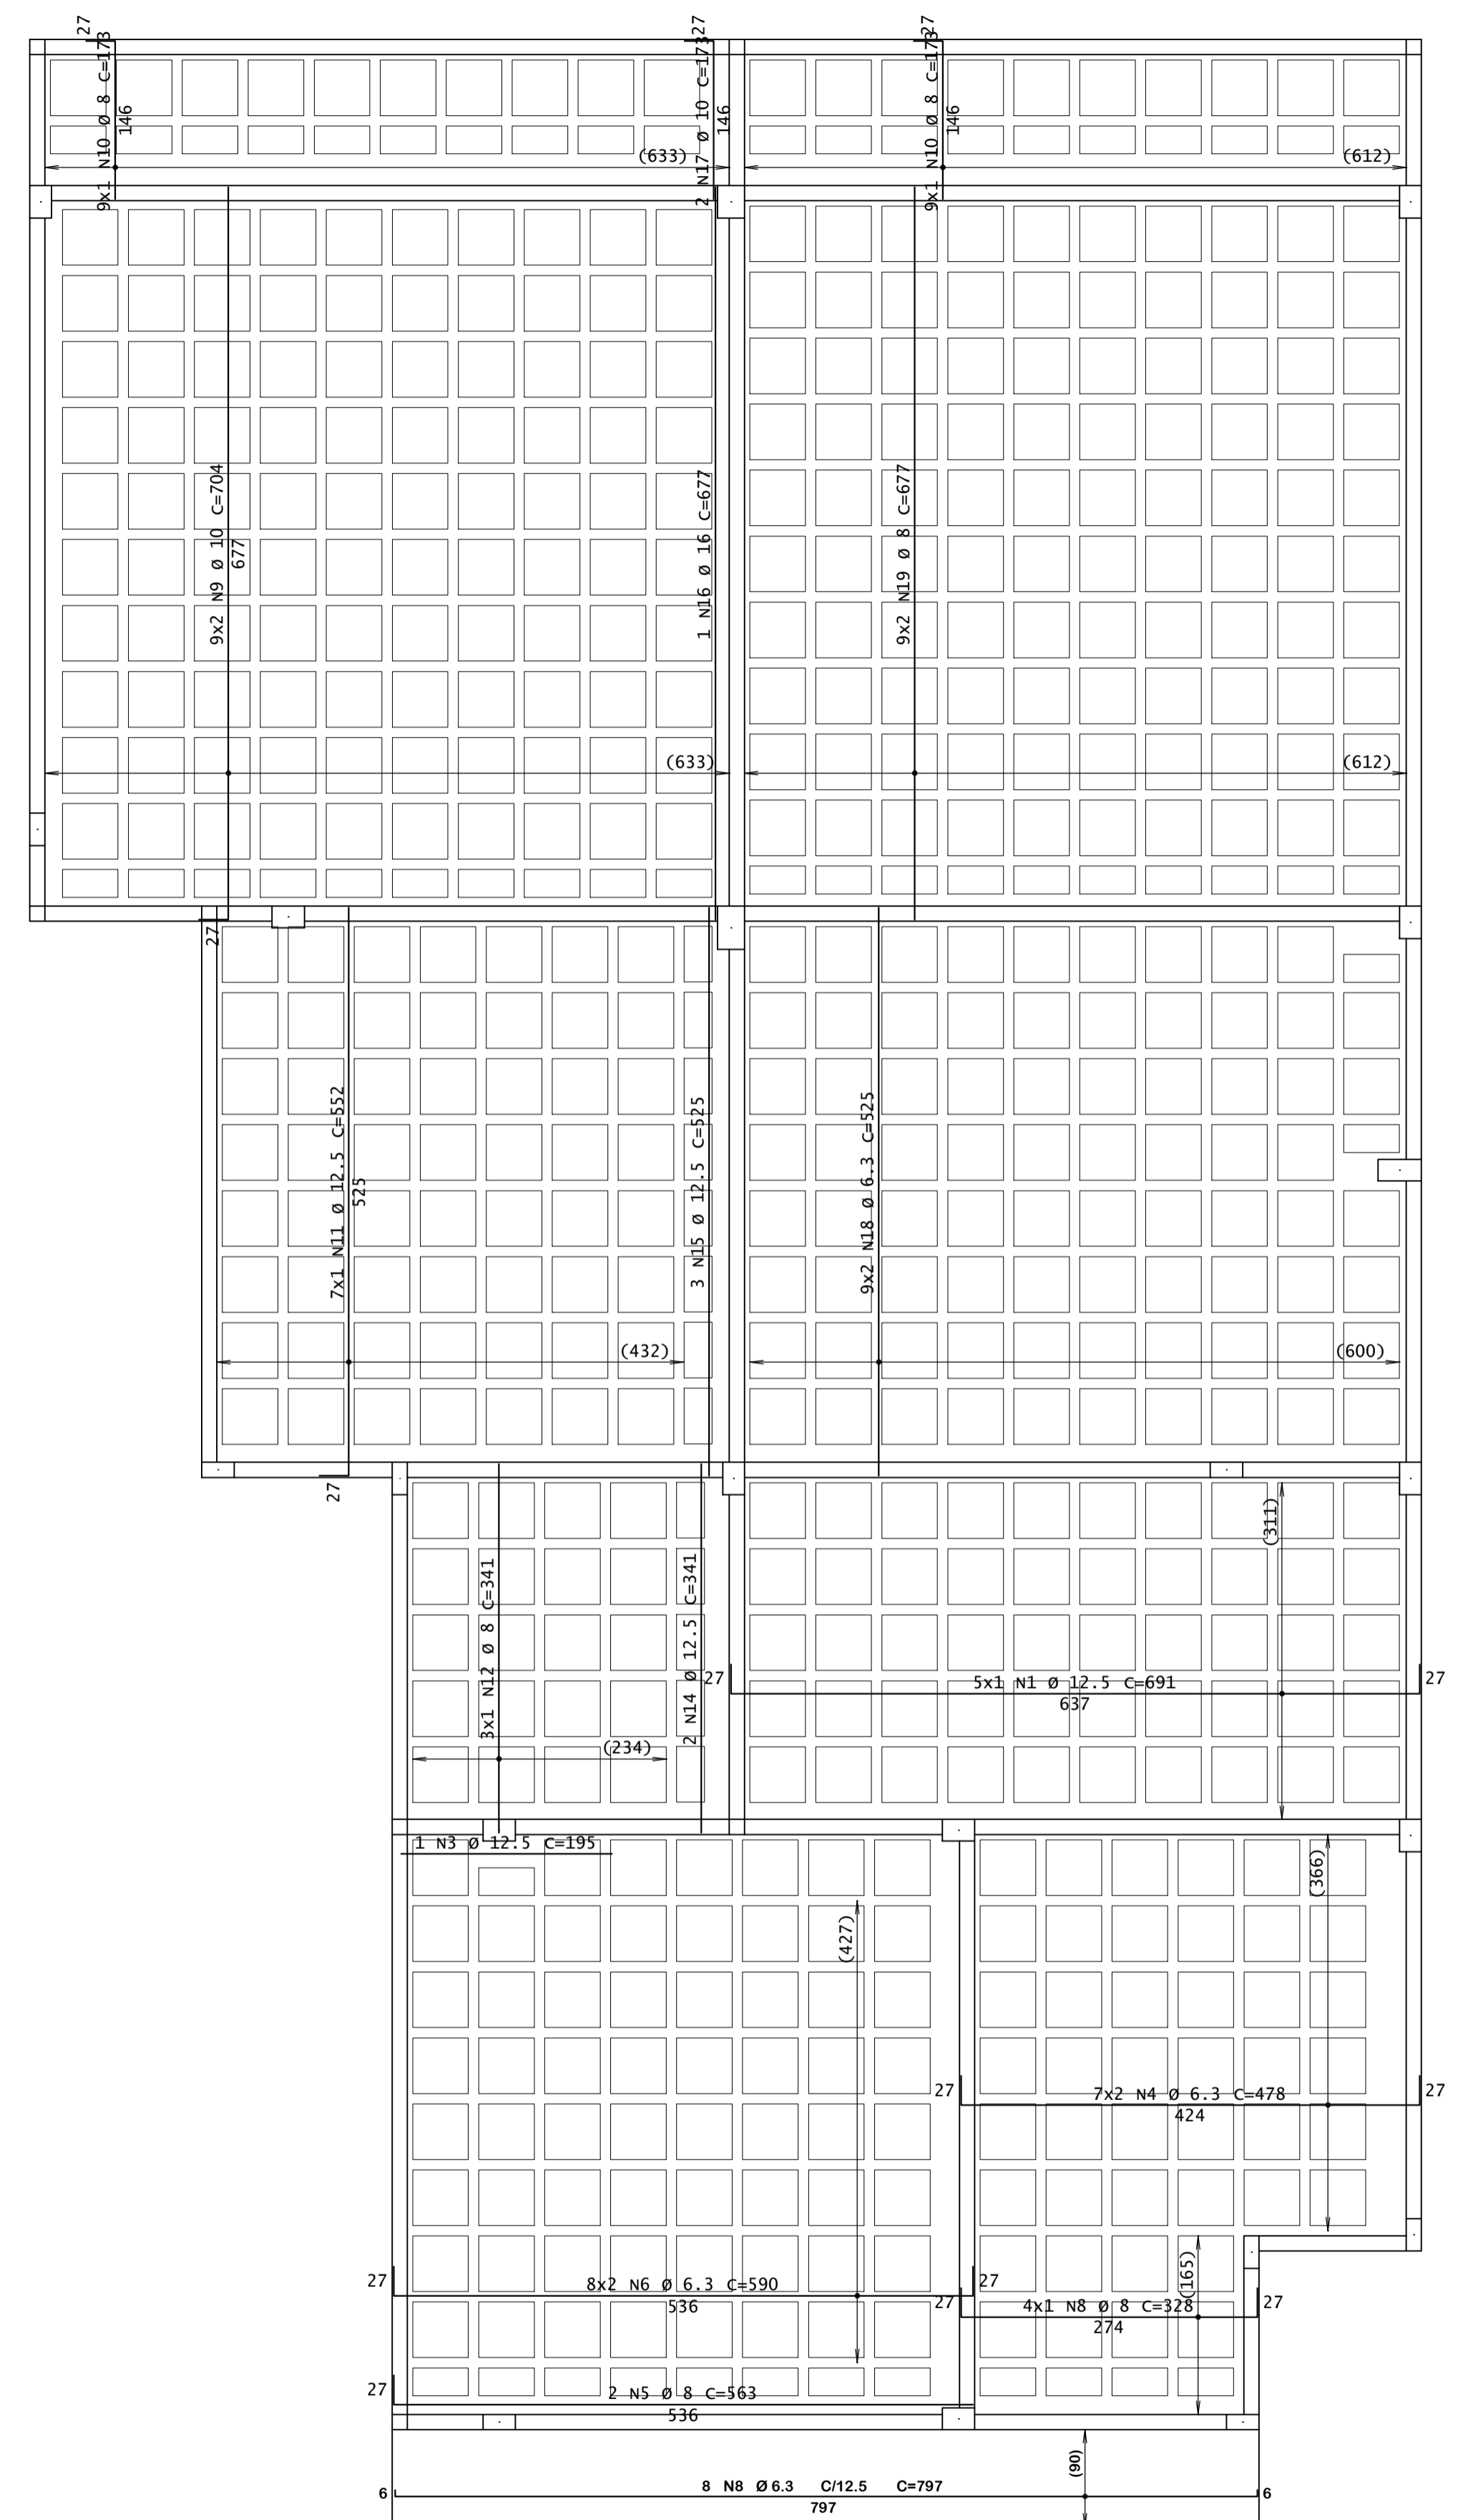 27
27
27
9x1 N10 Ø 8 C=173
146
2 N17 Ø 10 C=173
146
9x1 N10 Ø 8 C=173
146
(633)
(612)
9x2 N9 Ø 10 C=704
677
1 N16 Ø 16 C=677
9x2 N19 Ø 8 C=677
(633)
(612)
27
7x1 N11 Ø 12.5 C=552
525
3 N15 Ø 12.5 C=525
9x2 N18 Ø 6.3 C=525
(432)
(600)
27
(311)
3x1 N12 Ø 8 C=341
2 N14 Ø 12.5 C=341
27
5x1 N1 Ø 12.5 C=691
27
637
(234)
1 N3 Ø 12.5 C=195
(427)
(366)
27
7x2 N4 Ø 6.3 C=478
27
424
(165)
27
8x2 N6 Ø 6.3 C=590
27
536
27
4x1 N8 Ø 8 C=328
27
274
27
2 N5 Ø 8 C=563
536
(90)
6
8 N8 Ø 6.3 C/12.5 C=797
6
797